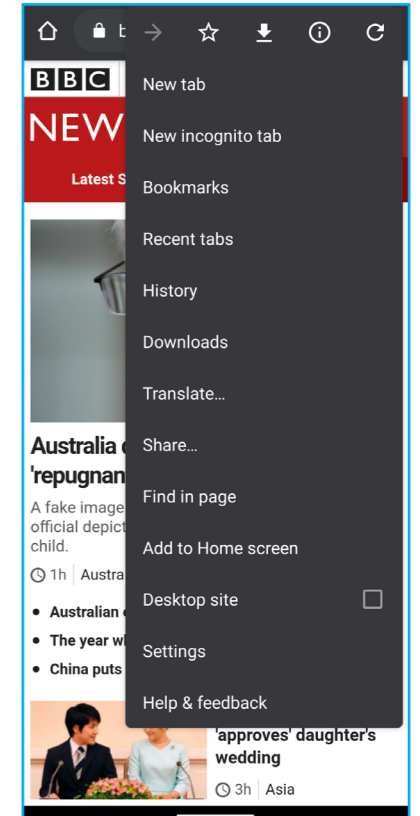 BBC
NEW
Latest S
New tab
New incognito tab
Bookmarks
Recent tabs
History
Downloads
Translate...
Share...
Find in page
Add to Home screen
Desktop site
Settings
Help & feedback
Australia
'repugnan
A fake image
official depict
child.
1h Austra
Australian
The year w
China puts
'approves' daughter's
wedding
3h Asia